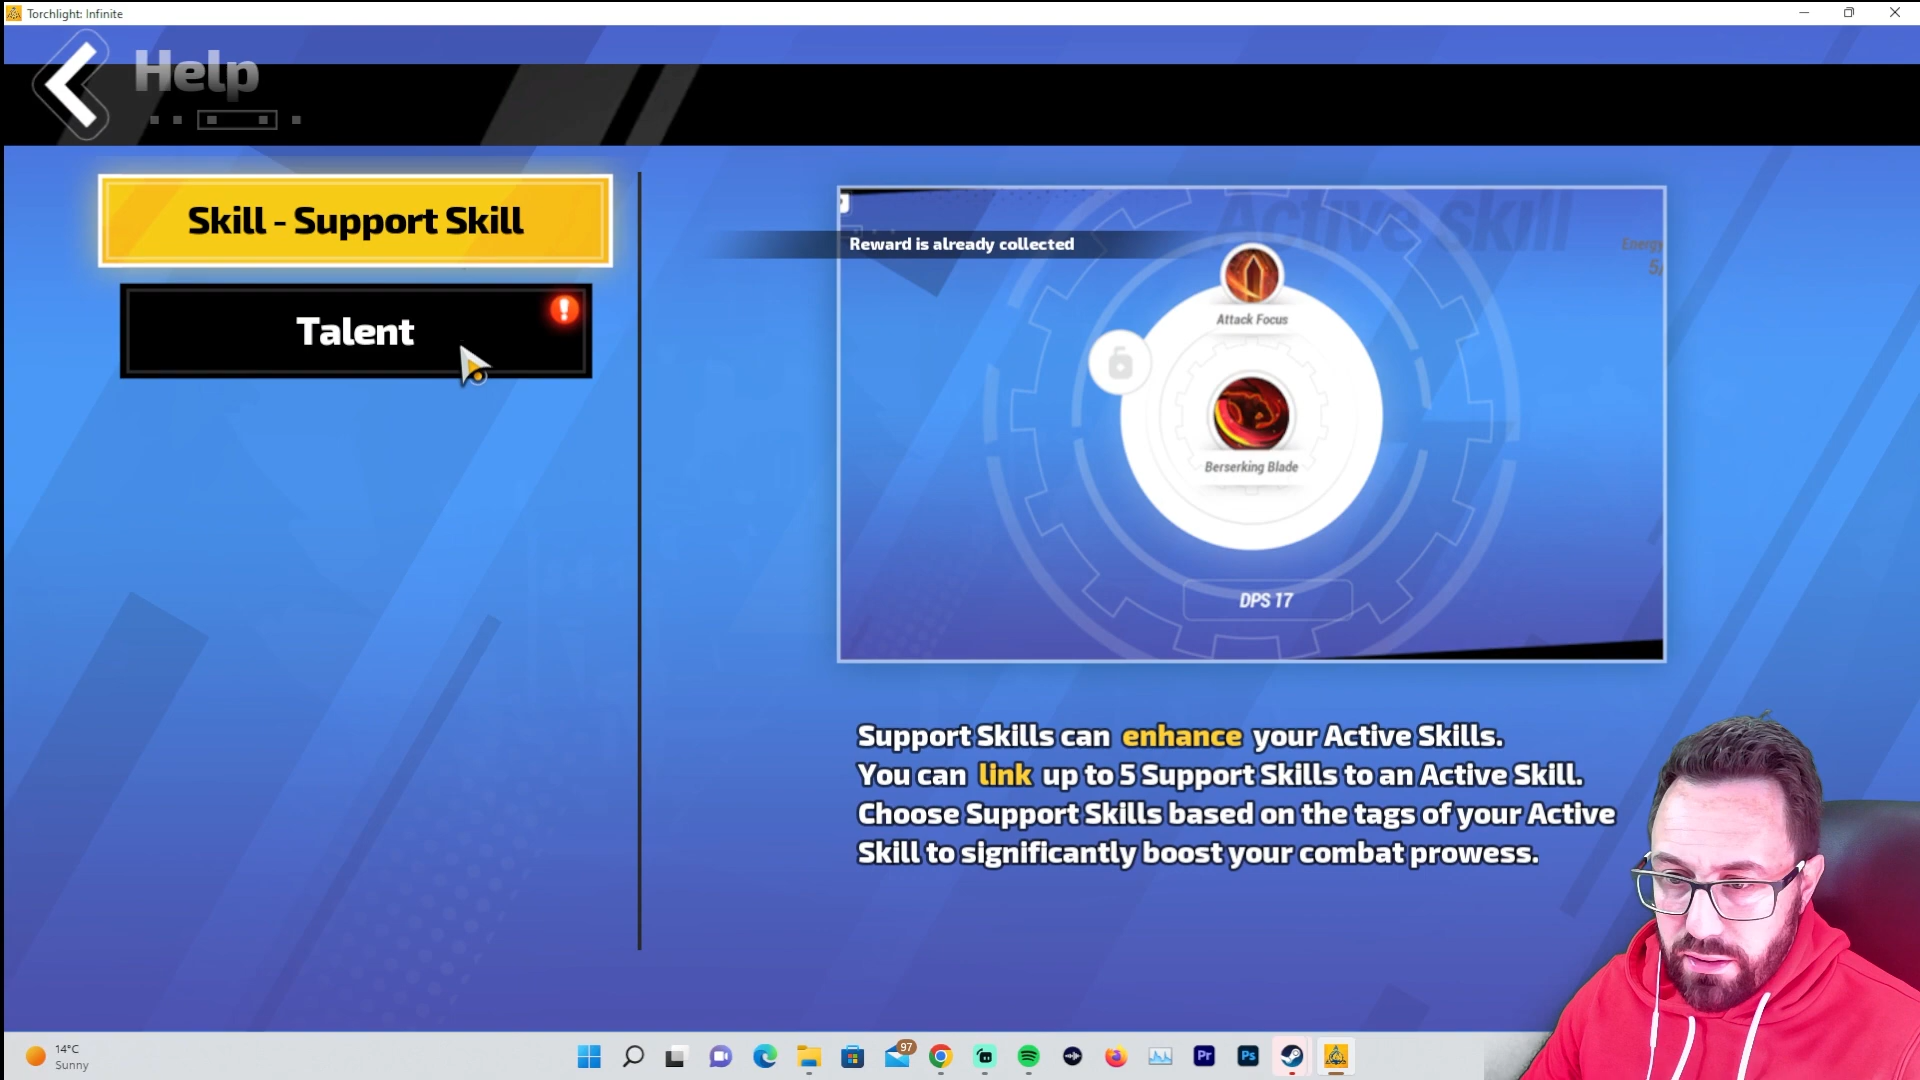 Torchlight: Infinite
Help
Skill - Support Skill
Talent
Active skill
Energy
5/
Reward is already collected
Attack Focus
Berserking Blade
DPS 17
Support Skills can enhance your Active Skills.
You can link up to 5 Support Skills to an Active Skill.
Choose Support Skills based on the tags of your Active
Skill to significantly boost your combat prowess.
14°C
Sunny
97
Pr
Ps